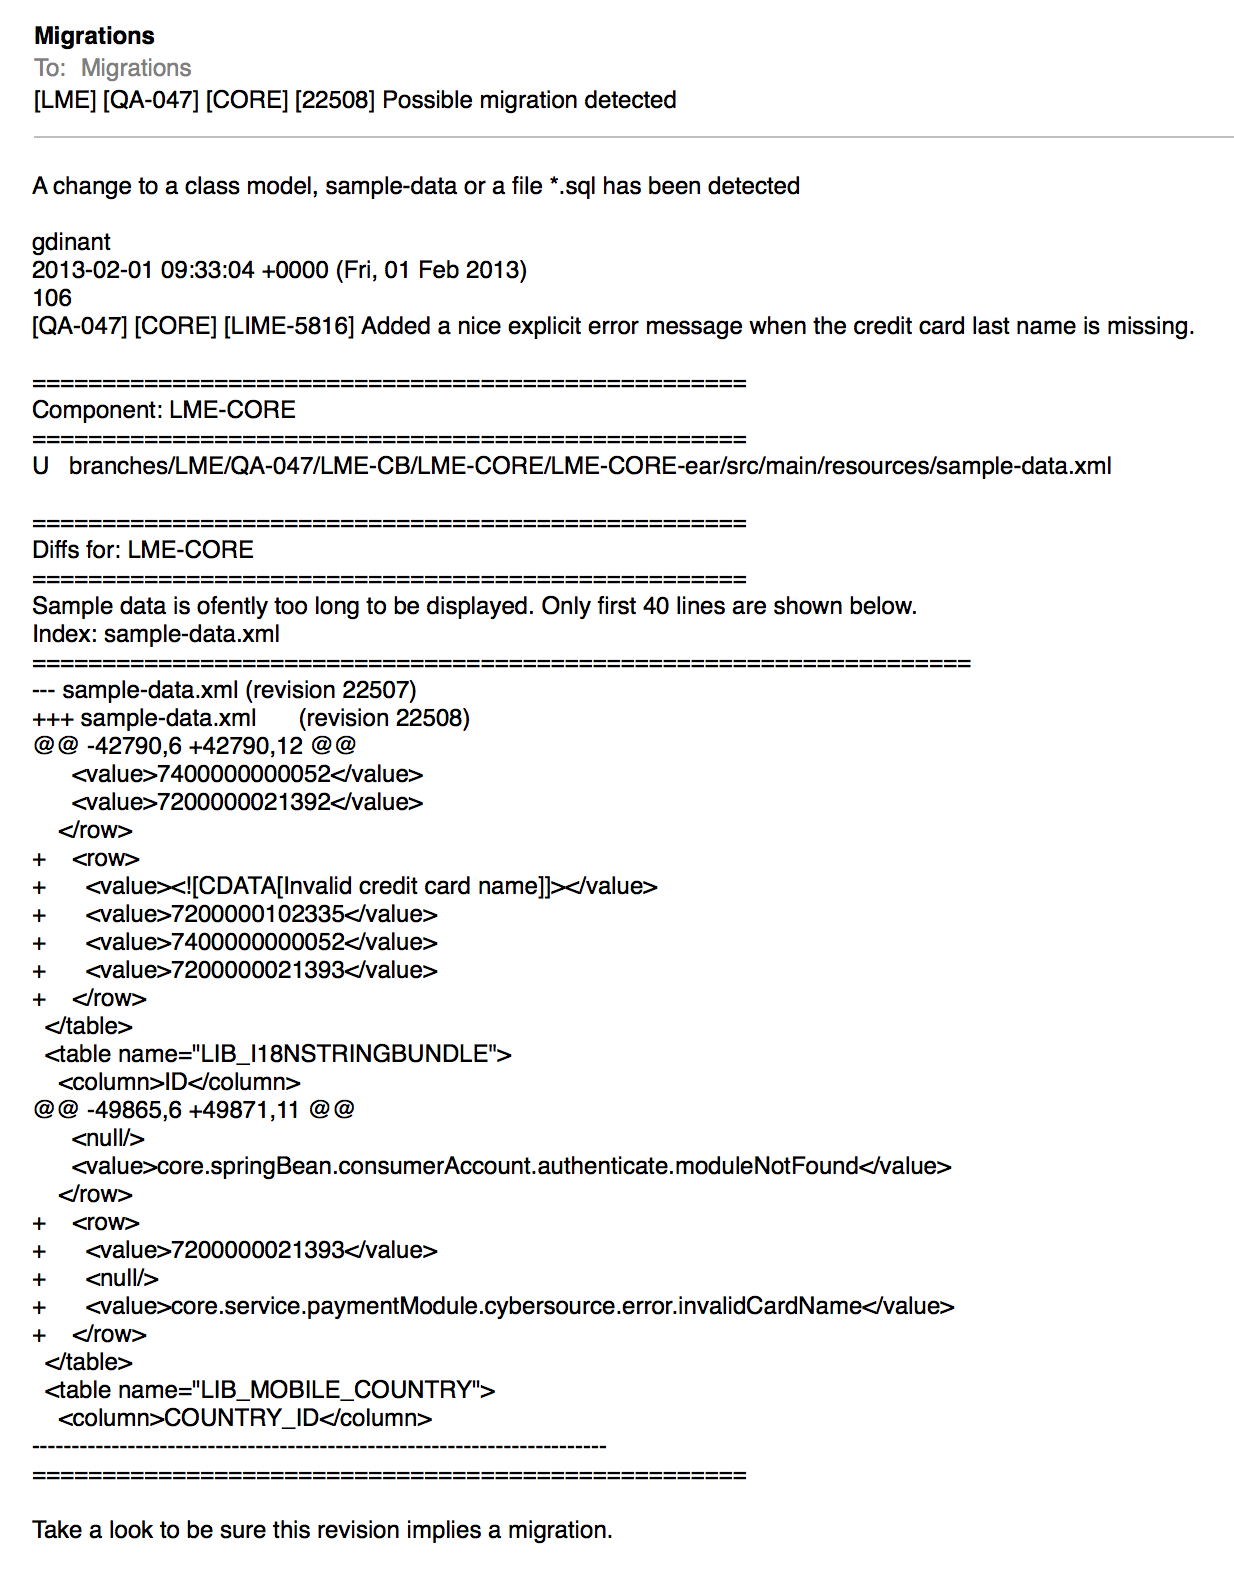 Migrations
To: Migrations
[LME] [QA-047] [CORE] [22508] Possible migration detected
A change to a class model, sample-data or a file *.sql has been detected
gdinant
2013-02-01 09:33:04 +0000 (Fri, 01 Feb 2013)
106
[QA-047] [CORE] [LIME-5816] Added a nice explicit error message when the credit card last name is missing.
===================================================
Component: LME-CORE
===================================================
U   branches/LME/QA-047/LME-CB/LME-CORE/LME-CORE-ear/src/main/resources/sample-data.xml
===================================================
Diffs for: LME-CORE
===================================================
Sample data is ofently too long to be displayed. Only first 40 lines are shown below.
Index: sample-data.xml
===================================================================
--- sample-data.xml (revision 22507)
+++ sample-data.xml      (revision 22508)
@@ -42790,6 +42790,12 @@
      <value>7400000000052</value>
      <value>7200000021392</value>
    </row>
+    <row>
+      <value><![CDATA[Invalid credit card name]]></value>
+      <value>7200000102335</value>
+      <value>7400000000052</value>
+      <value>7200000021393</value>
+    </row>
  </table>
  <table name="LIB_I18NSTRINGBUNDLE">
    <column>ID</column>
@@ -49865,6 +49871,11 @@
      <null/>
      <value>core.springBean.consumerAccount.authenticate.moduleNotFound</value>
    </row>
+    <row>
+      <value>7200000021393</value>
+      <null/>
+      <value>core.service.paymentModule.cybersource.error.invalidCardName</value>
+    </row>
  </table>
  <table name="LIB_MOBILE_COUNTRY">
    <column>COUNTRY_ID</column>
------------------------------------------------------------------------
===================================================
Take a look to be sure this revision implies a migration.